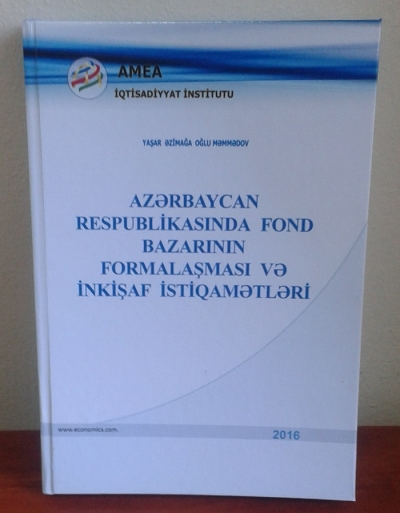 AMEA
İQTİSADİYYAT İNSTİTUTU
YAŞAR ƏZİMAĞA OĞLU MƏMMƏDOV
AZƏRBAYCAN
RESPUBLİKASINDA FOND
BAZARININ
FORMALAŞMASI VƏ
İNKİŞAF İSTİQAMƏTLƏRİ
www.economics.com.
2016